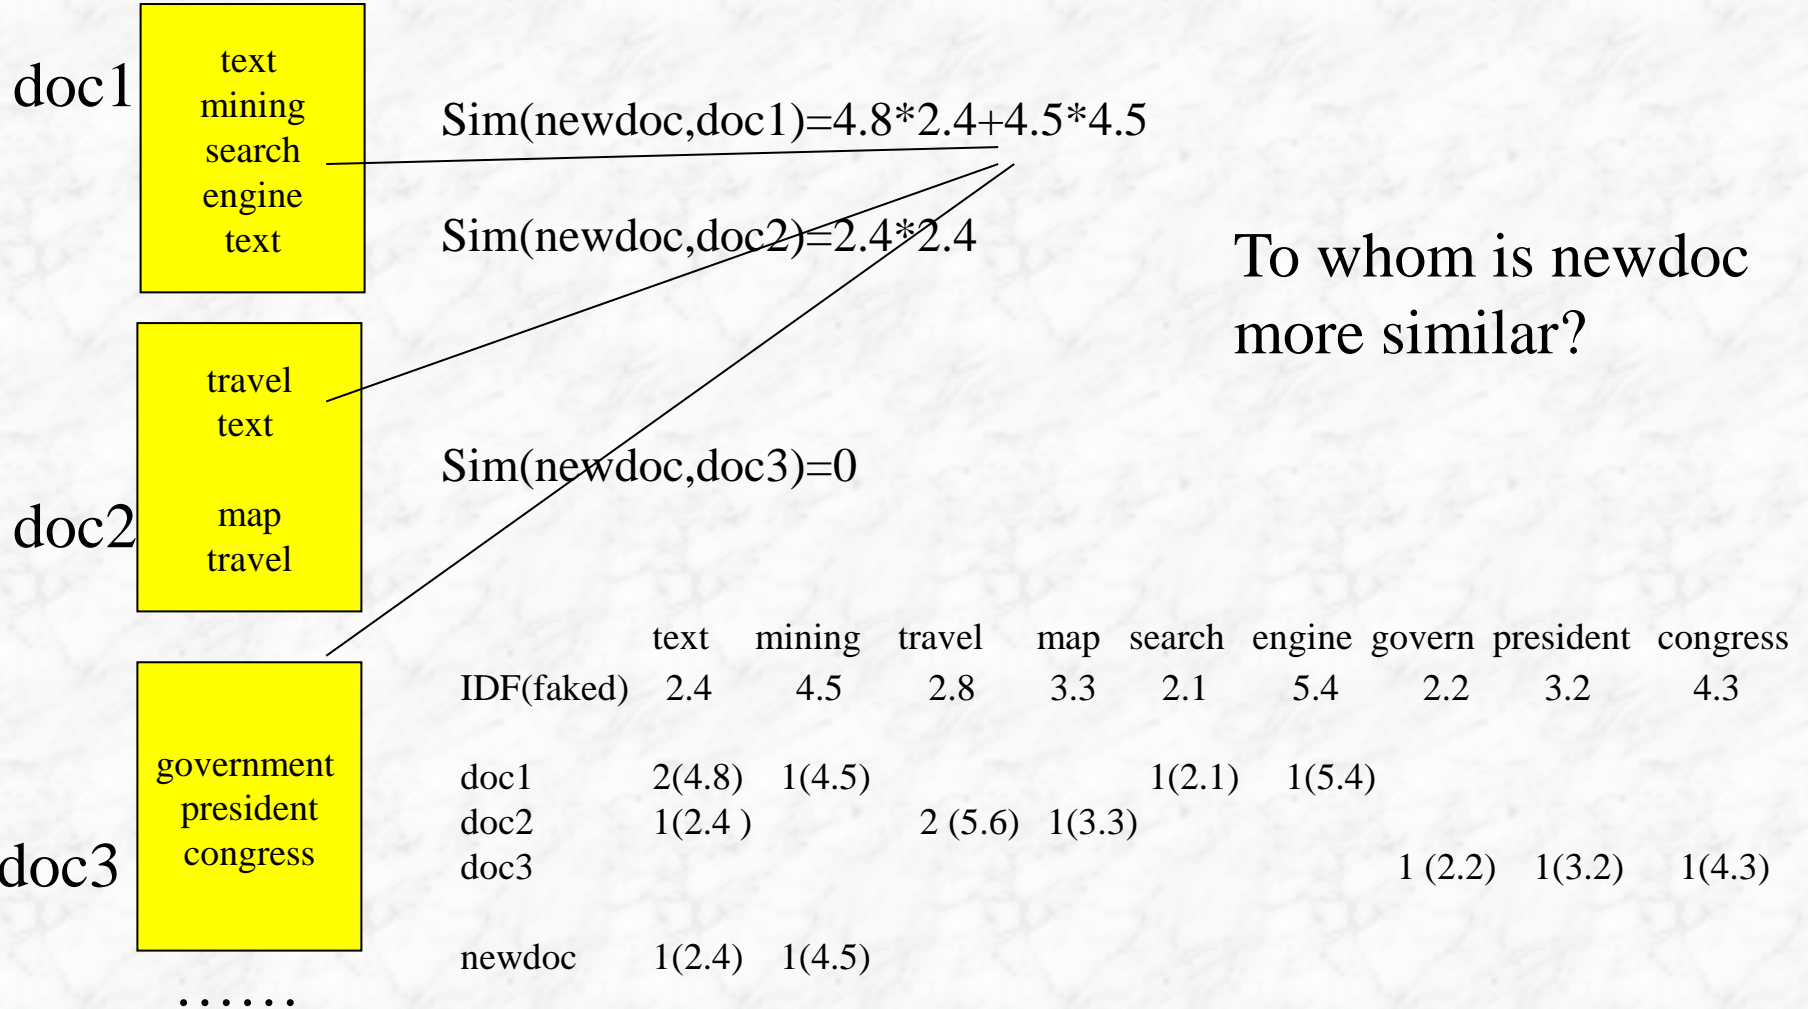 doc1
text
mining
search
engine
text
Sim(newdoc,doc1)=4.8*2.4+4.5*4.5
Sim(newdoc,doc2)=2.4*2.4
To whom is newdoc
more similar?
doc2
travel
text
map
travel
Sim(newdoc,doc3)=0
doc3
government
president
congress
……
text mining travel map search engine govern president congress
IDF(faked) 2.4 4.5 2.8 3.3 2.1 5.4 2.2 3.2 4.3
doc1 2(4.8) 1(4.5) 1(2.1) 1(5.4)
doc2 1(2.4 ) 2 (5.6) 1(3.3)
doc3 1 (2.2) 1(3.2) 1(4.3)
newdoc 1(2.4) 1(4.5)